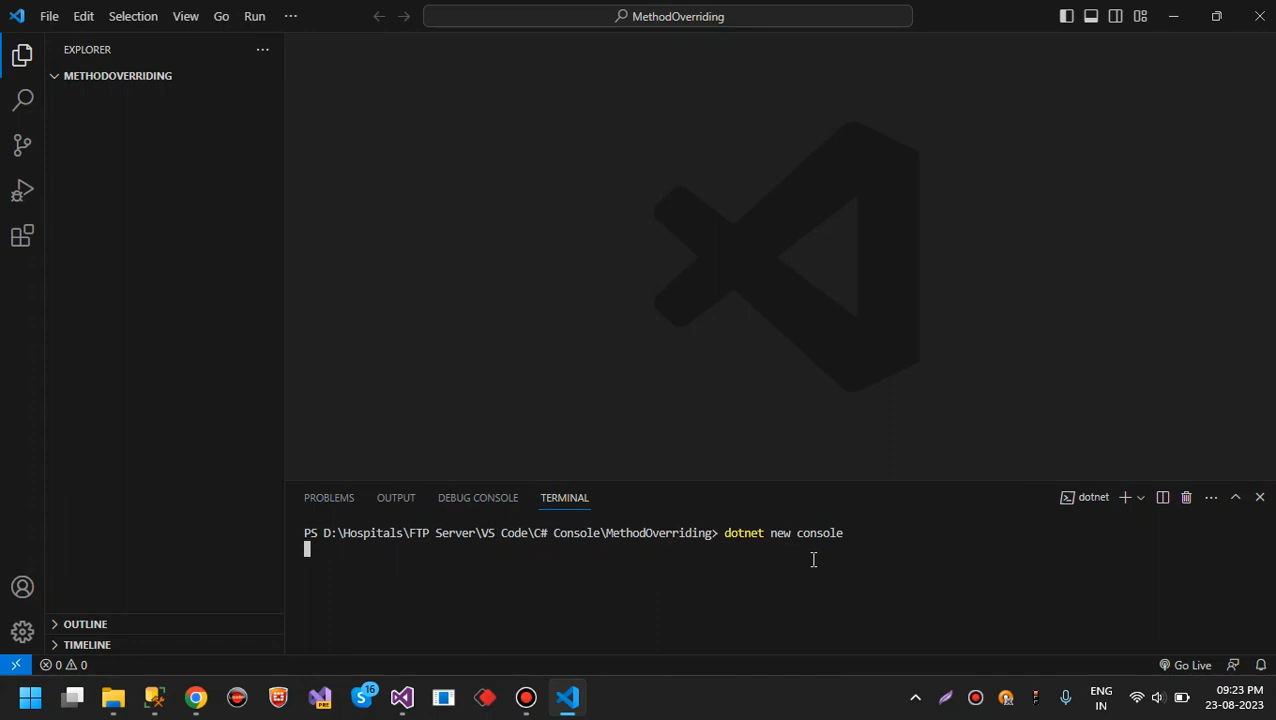 File Edit Selection View Go Run ···
MethodOverriding
EXPLORER ···
METHODOVERRIDING
PROBLEMS OUTPUT DEBUG CONSOLE TERMINAL
dotnet
PS D:\Hospitals\FTP Server\VS Code\C# Console\MethodOverriding> dotnet new console
OUTLINE
TIMELINE
0 0
Go Live
16
PRE
ENG
IN
09:23 PM
23-08-2023